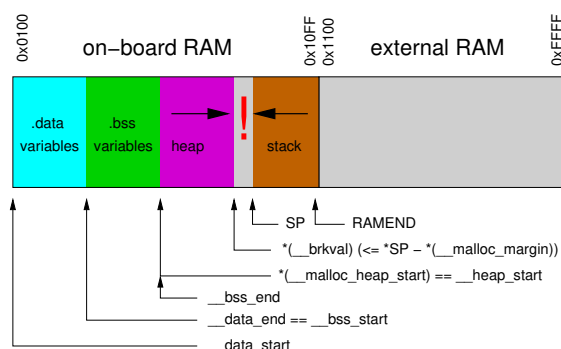 0x0100
0x10FF
0x1100
0xFFFF
on−board RAM
external RAM
.data
variables
.bss
variables
heap
!
stack
SP
RAMEND
*(__brkval) (<= *SP − *(__malloc_margin))
*(__malloc_heap_start) == __heap_start
__bss_end
__data_end == __bss_start
__data_start